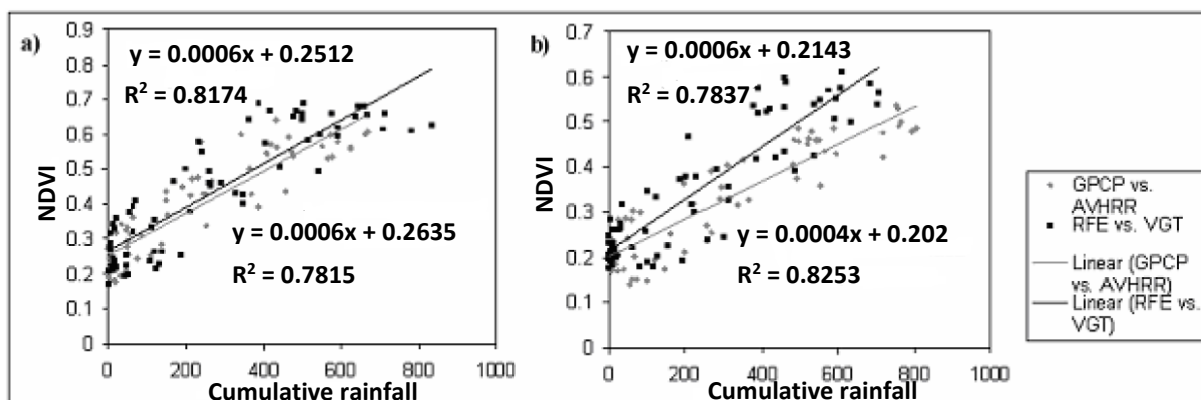 a)
y = 0.0006x + 0.2512
R² = 0.8174
y = 0.0006x + 0.2635
R² = 0.7815
NDVI
0.9
0.8
0.7
0.6
0.5
0.4
0.3
0.2
0.1
0
0 200 400 600 800 1000
Cumulative rainfall
b)
y = 0.0006x + 0.2143
R² = 0.7837
y = 0.0004x + 0.202
R² = 0.8253
NDVI
0.7
0.6
0.5
0.4
0.3
0.2
0.1
0
0 200 400 600 800 1000
Cumulative rainfall
GPCP vs.
AVHRR
RFE vs. VGT
Linear (GPCP
vs. AVHRR)
Linear (RFE vs.
VGT)